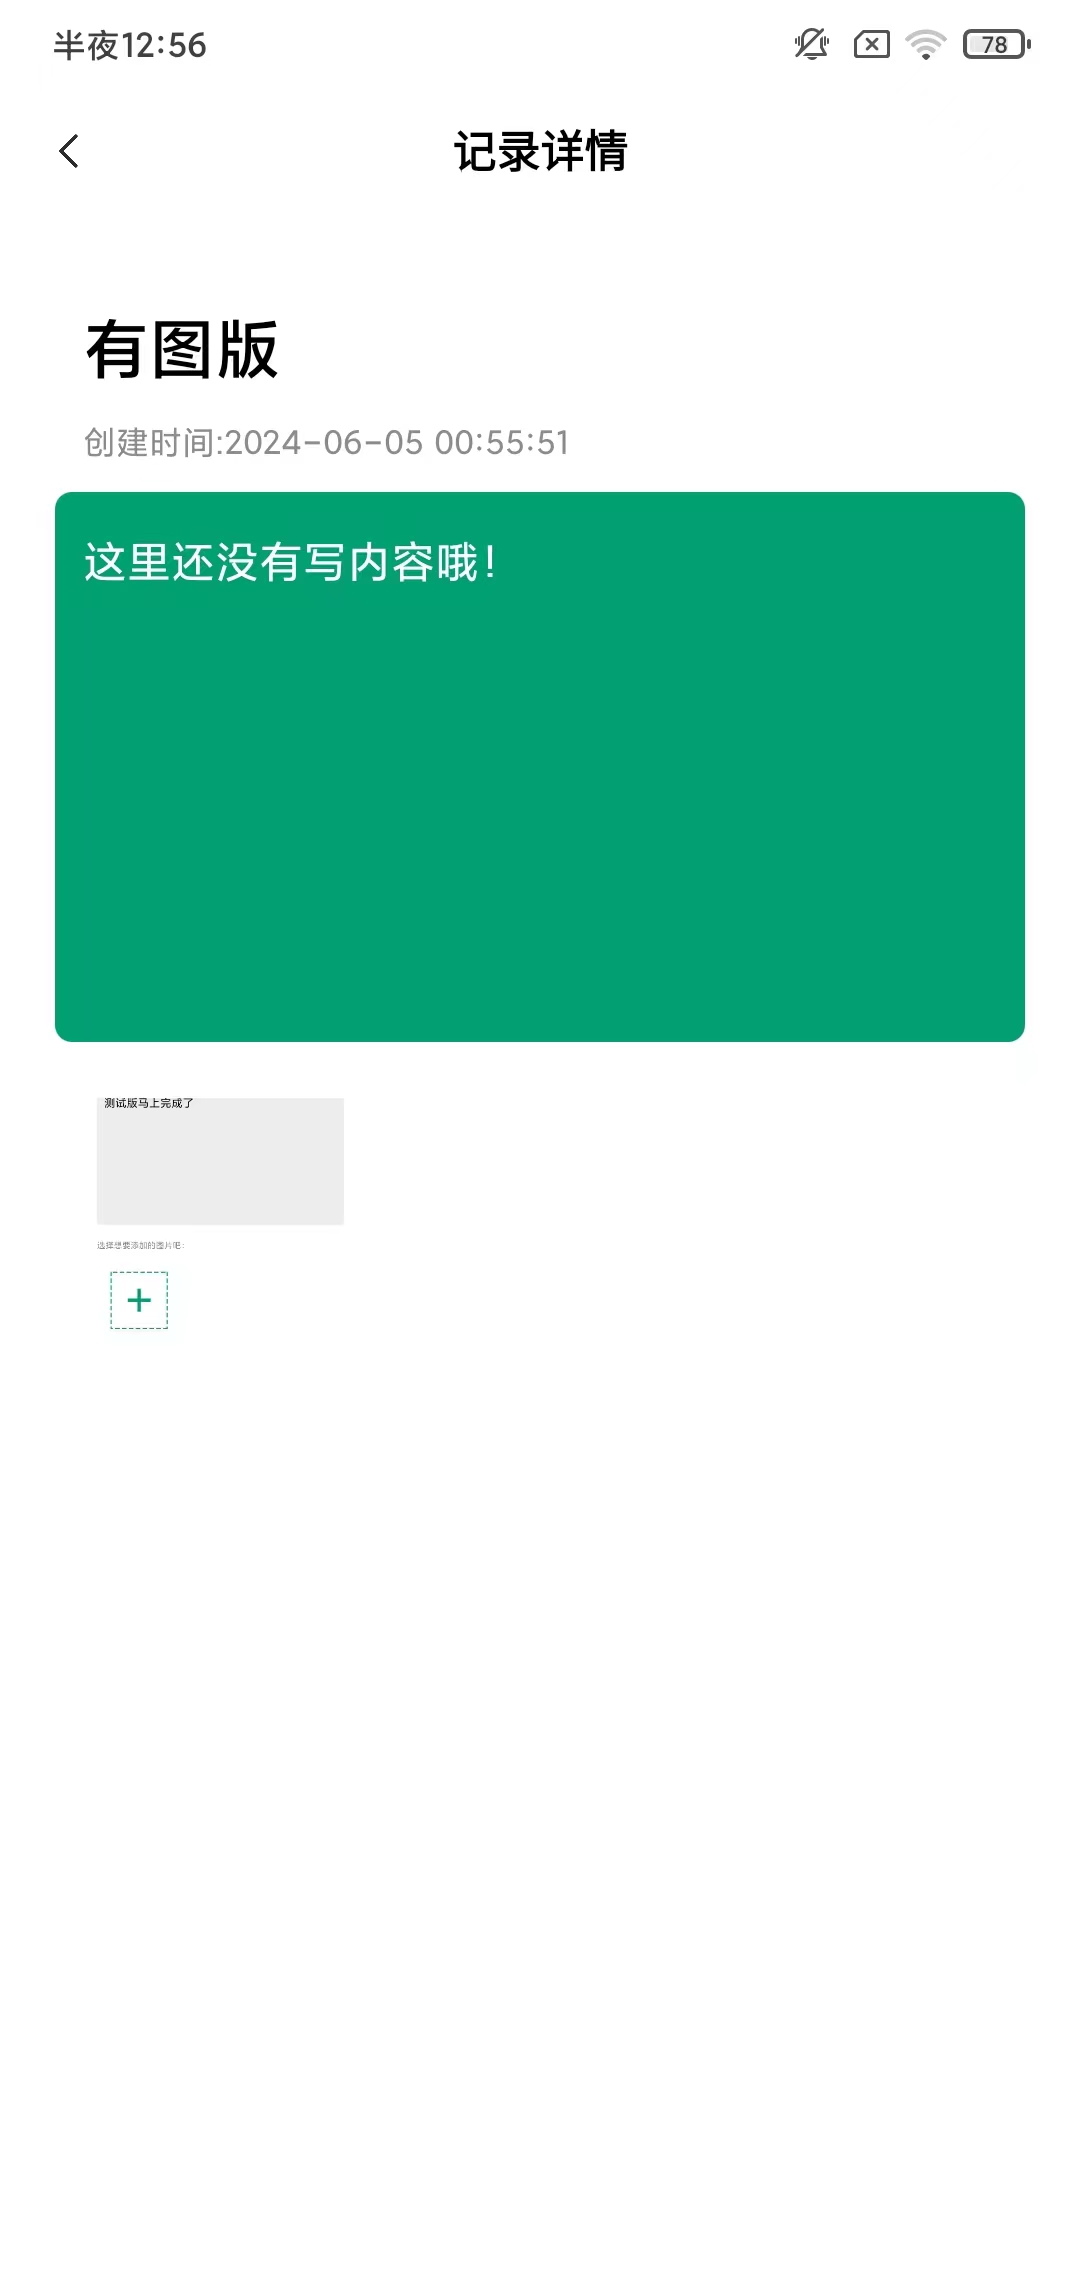 半夜12:56
78
记录详情
有图版
创建时间:2024-06-05 00:55:51
这里还没有写内容哦!
测试版马上完成了
选择想要添加的图片吧: